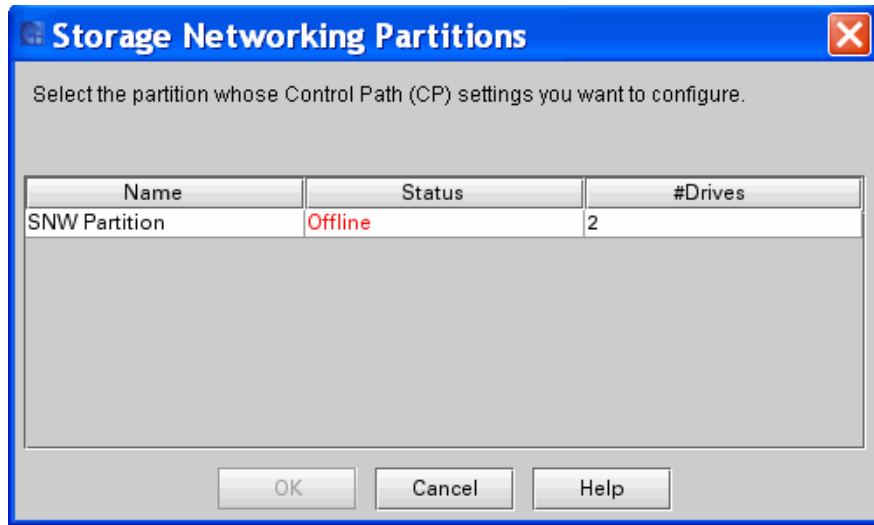 Storage Networking Partitions
Select the partition whose Control Path (CP) settings you want to configure.
Name Status #Drives
SNW Partition Offline 2
OK Cancel Help